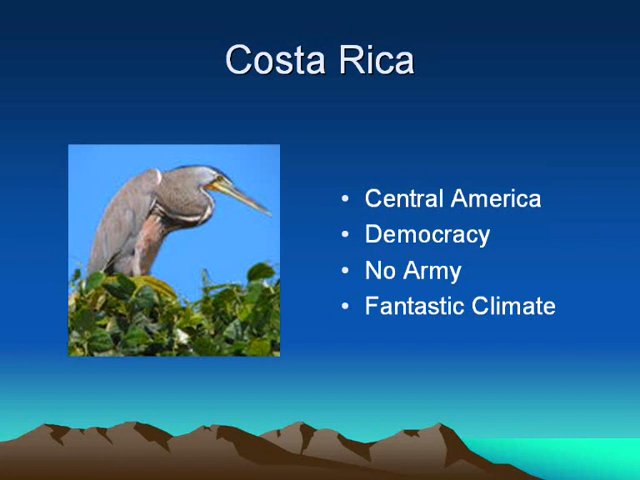 Costa Rica
• Central America
• Democracy
• No Army
• Fantastic Climate